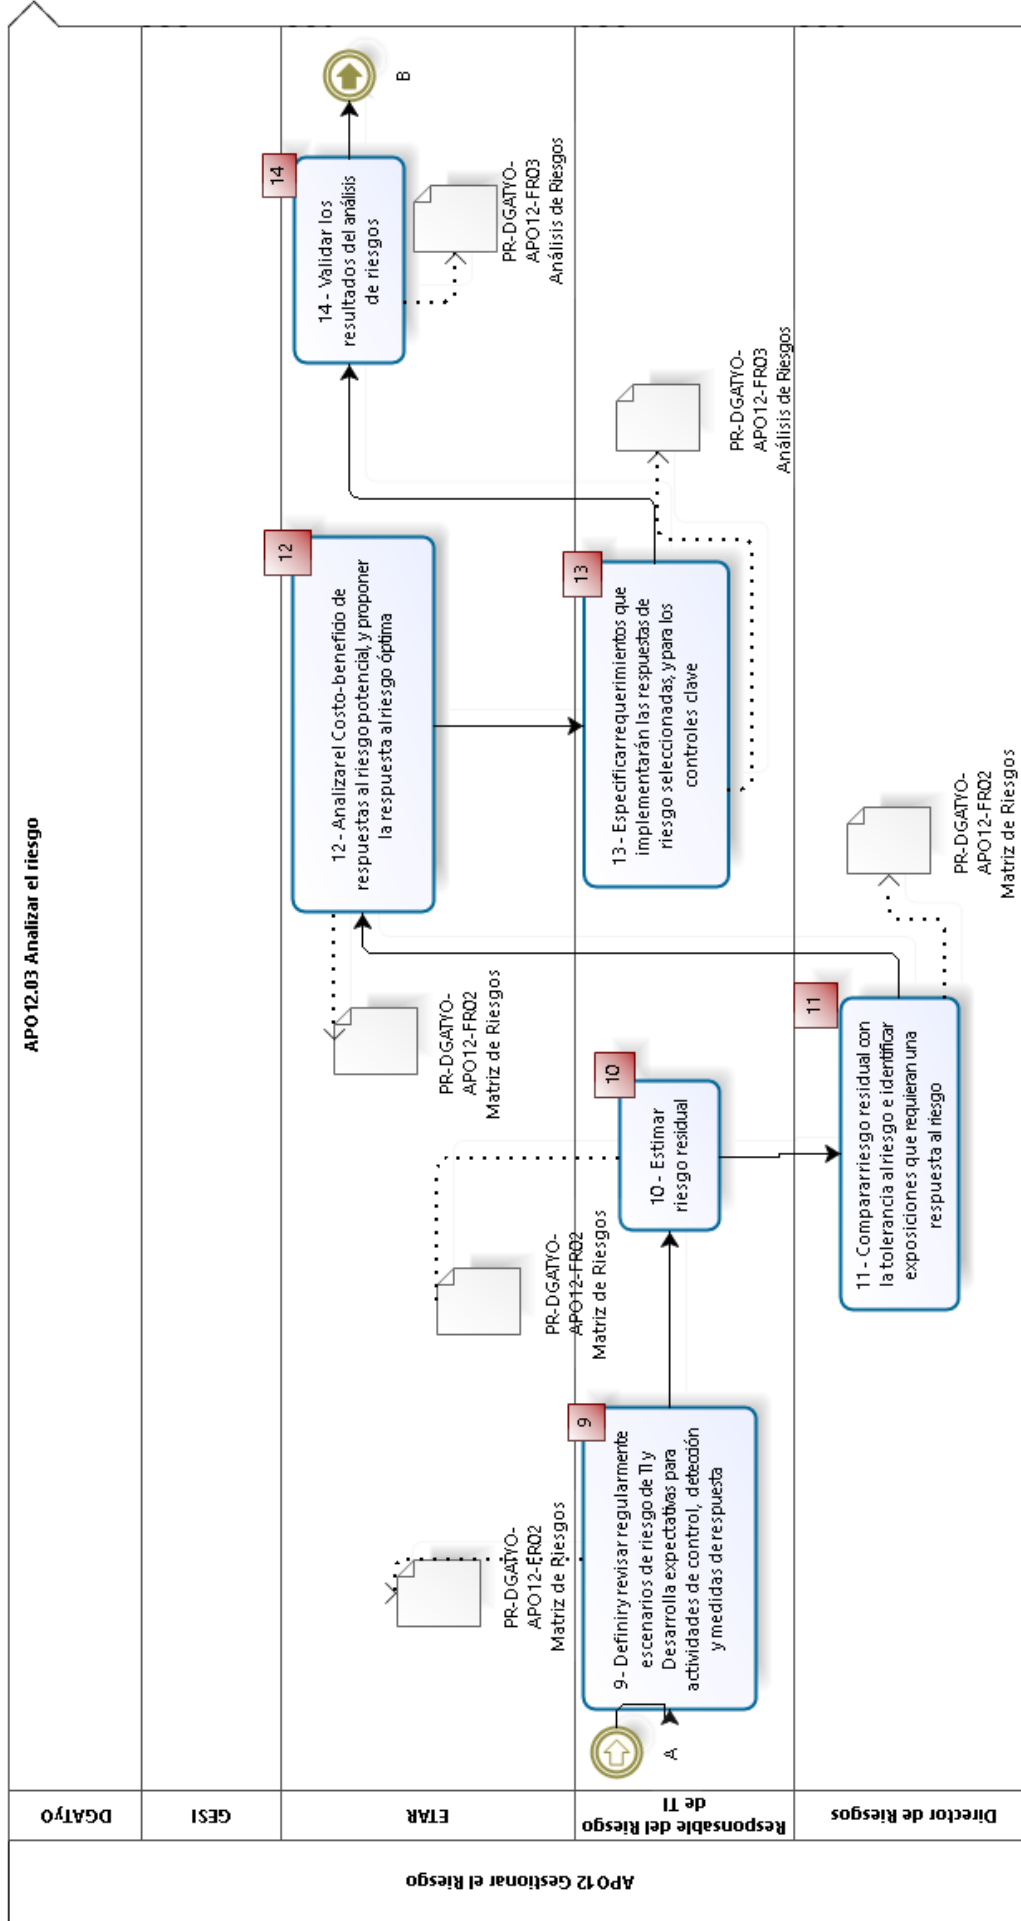 APO12.03 Analizar el riesgo
APO12 Gestionar el Riesgo
DGATyO
GESI
ETAR
Responsable del Riesgo
de TI
Director de Riesgos
A
9
9 - Definir y revisar regularmente
escenarios de riesgo de TI y
Desarrolla expectativas para
actividades de control, detección
y medidas de respuesta
PR-DGATYO-
APO12-FR02
Matriz de Riesgos
10
10 - Estimar
riesgo residual
PR-DGATYO-
APO12-FR02
Matriz de Riesgos
11
11 - Comparar riesgo residual con
la tolerancia al riesgo e identificar
exposiciones que requieran una
respuesta al riesgo
PR-DGATYO-
APO12-FR02
Matriz de Riesgos
12
12 - Analizar el Costo-beneficio de
respuestas al riesgo potencial, y proponer
la respuesta al riesgo óptima
PR-DGATYO-
APO12-FR02
Matriz de Riesgos
13
13 - Especificar requerimientos que
implementarán las respuestas de
riesgo seleccionadas, y para los
controles clave
PR-DGATYO-
APO12-FR03
Análisis de Riesgos
14
14 - Validar los
resultados del análisis
de riesgos
PR-DGATYO-
APO12-FR03
Análisis de Riesgos
B